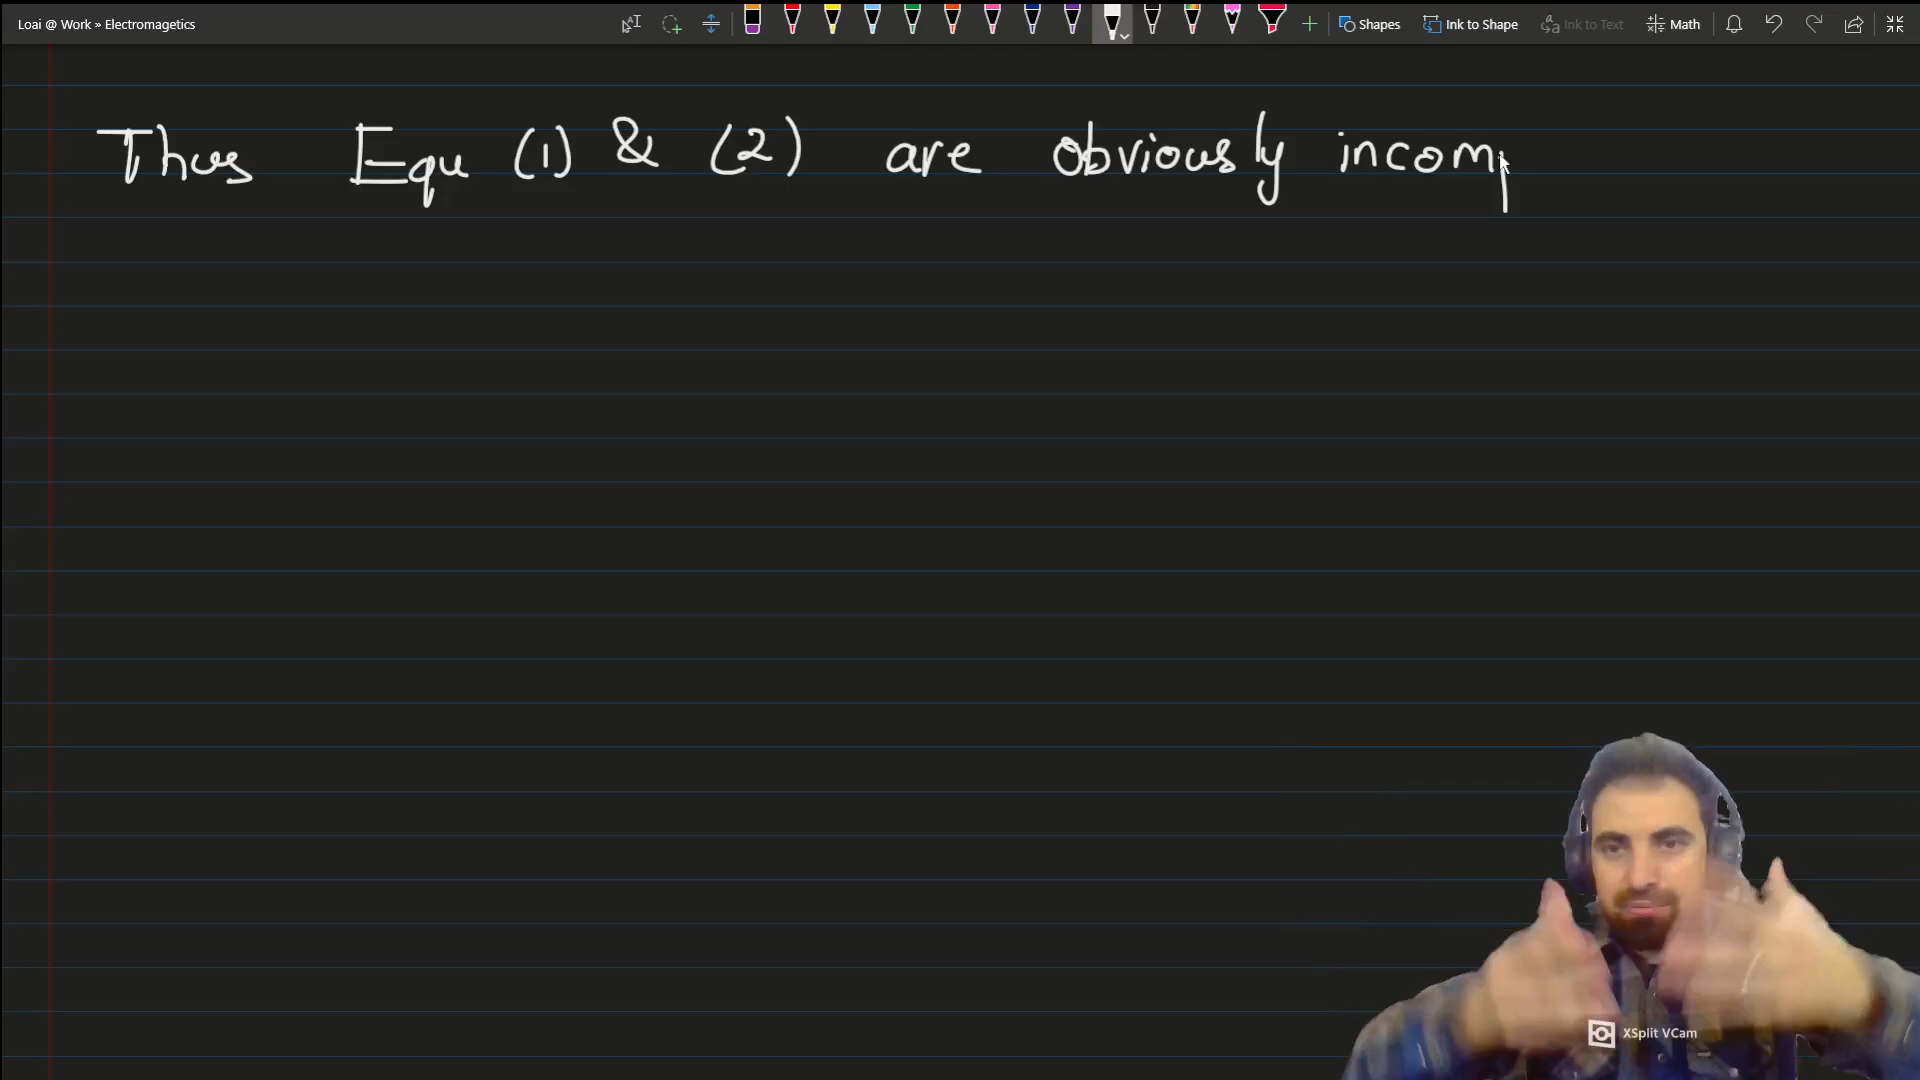 Loai @ Work » Electromagetics
Shapes
Ink to Shape
Ink to Text
Math
Thus Equ (1) & (2) are obviously incomp
XSplit VCam